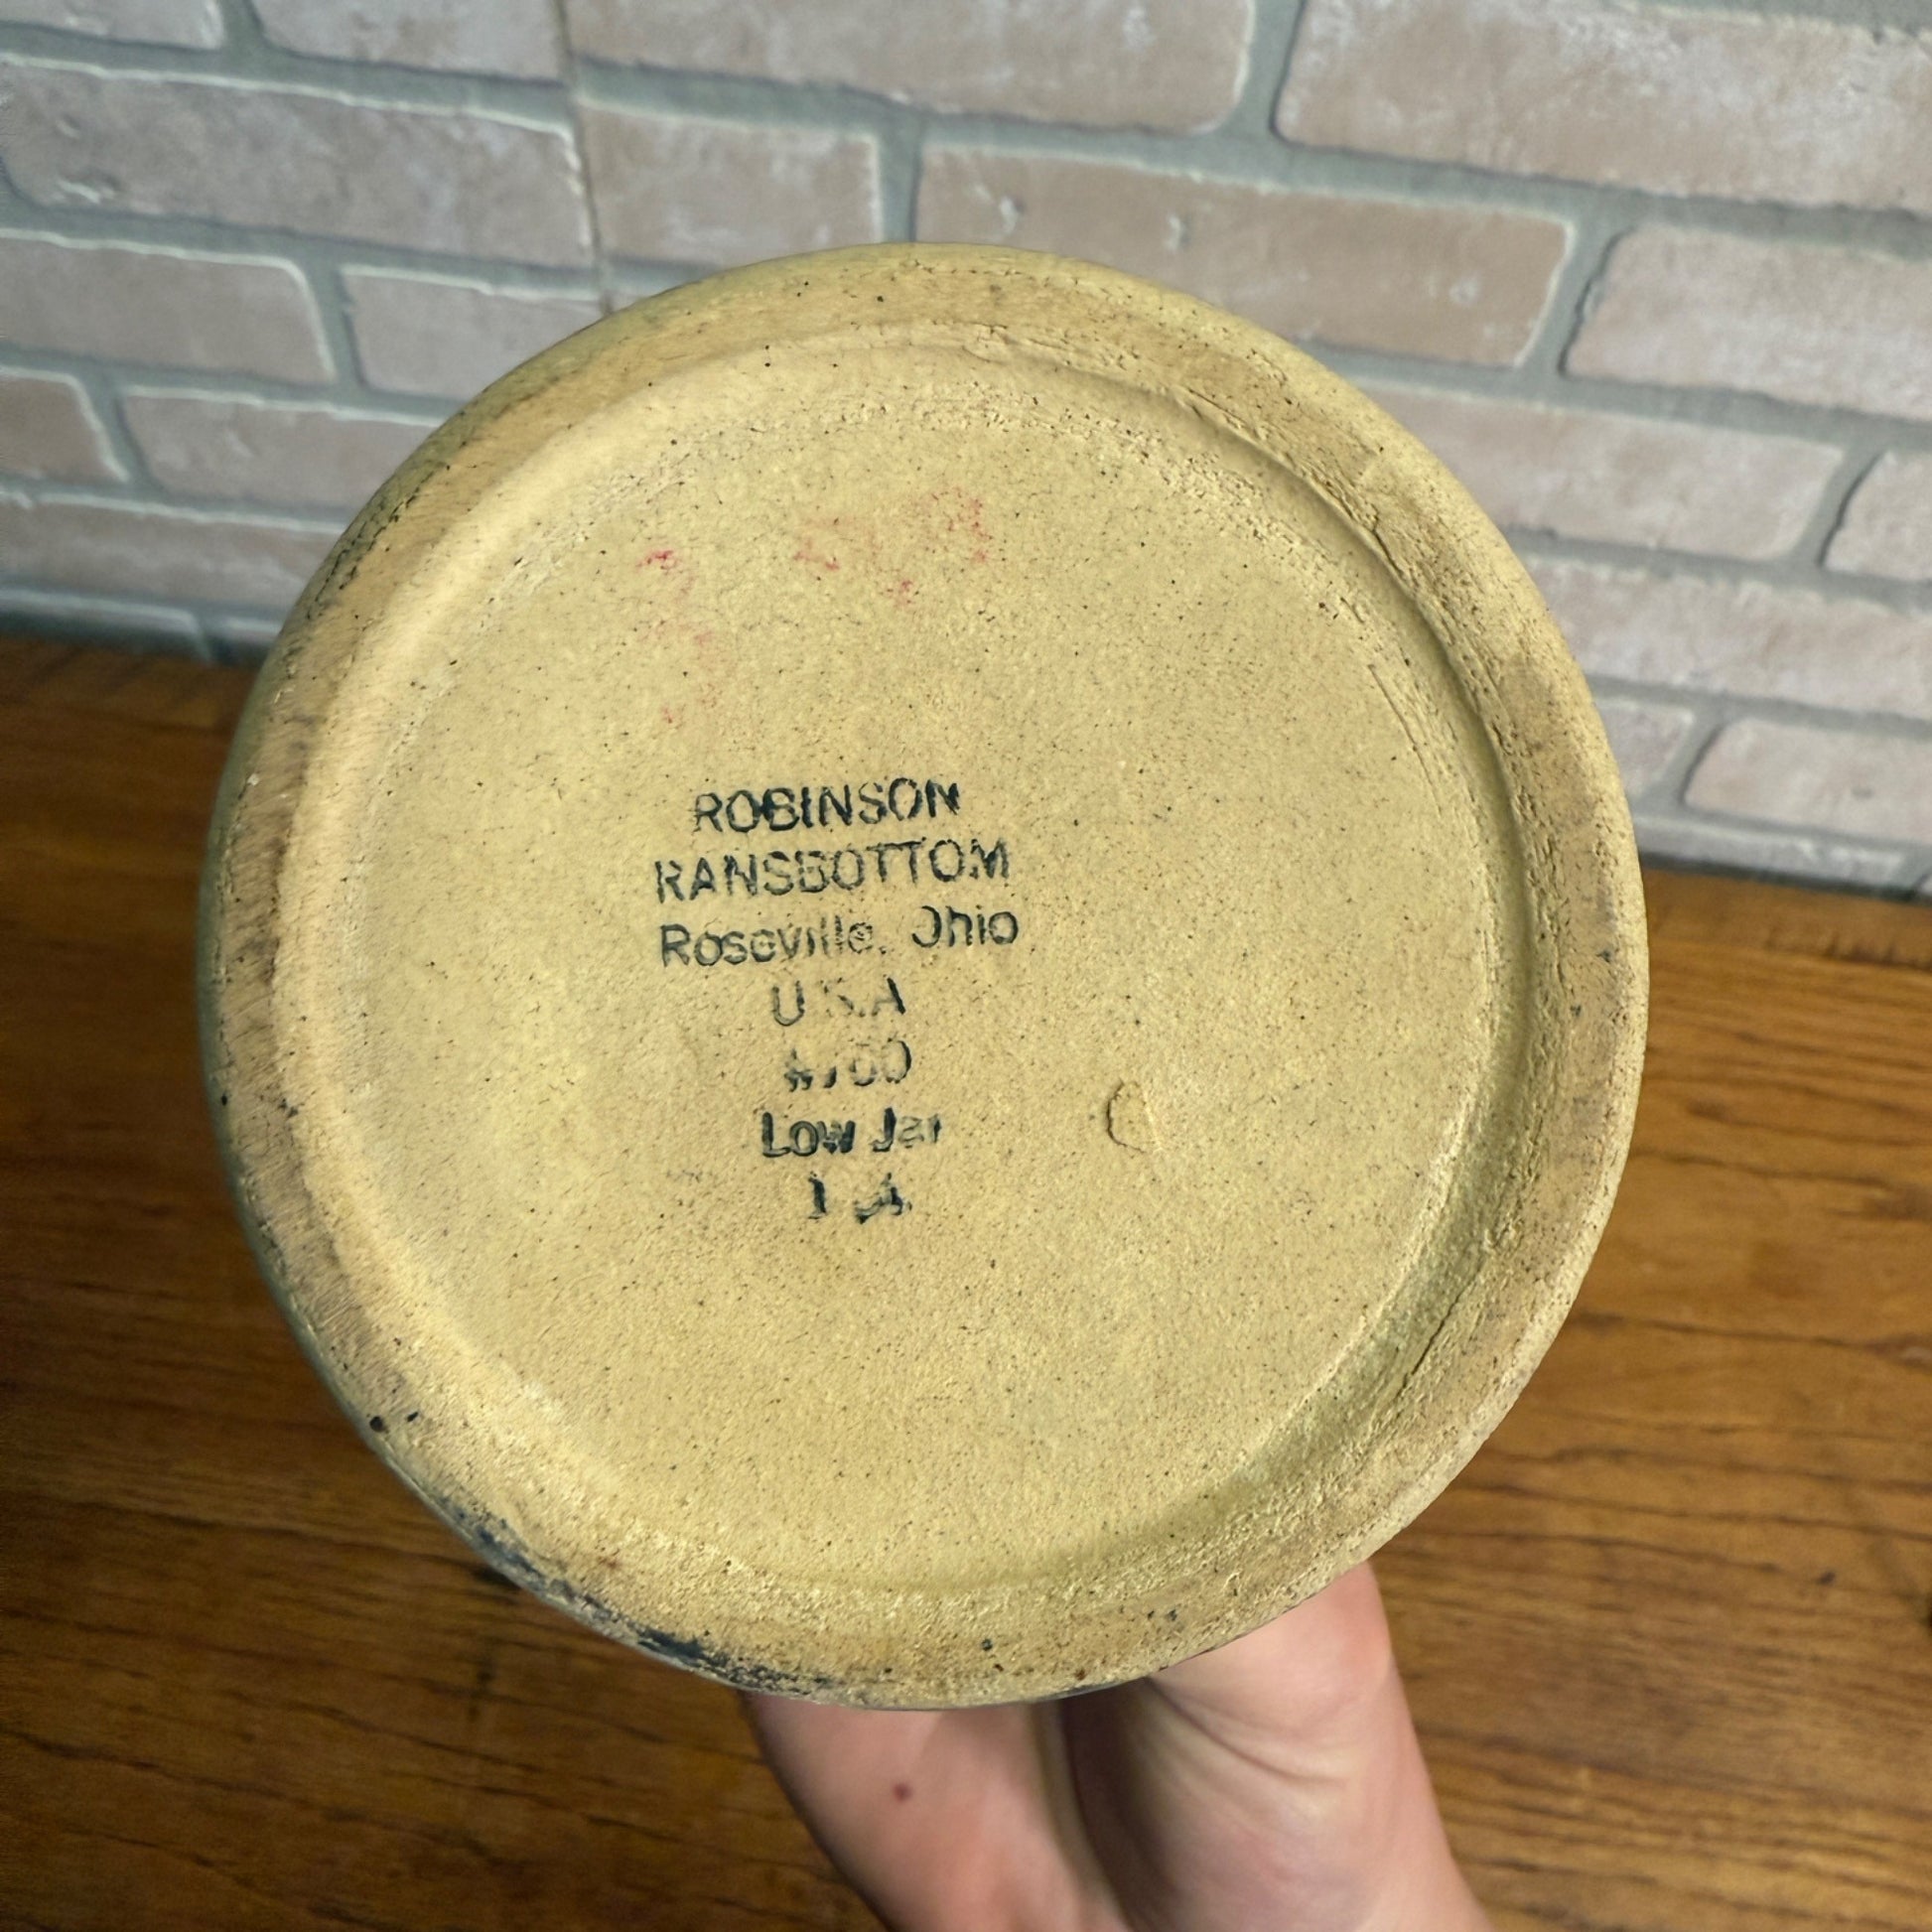 ROBINSON
RANSBOTTOM
Roseville, Ohio
U.S.A
Low Jar